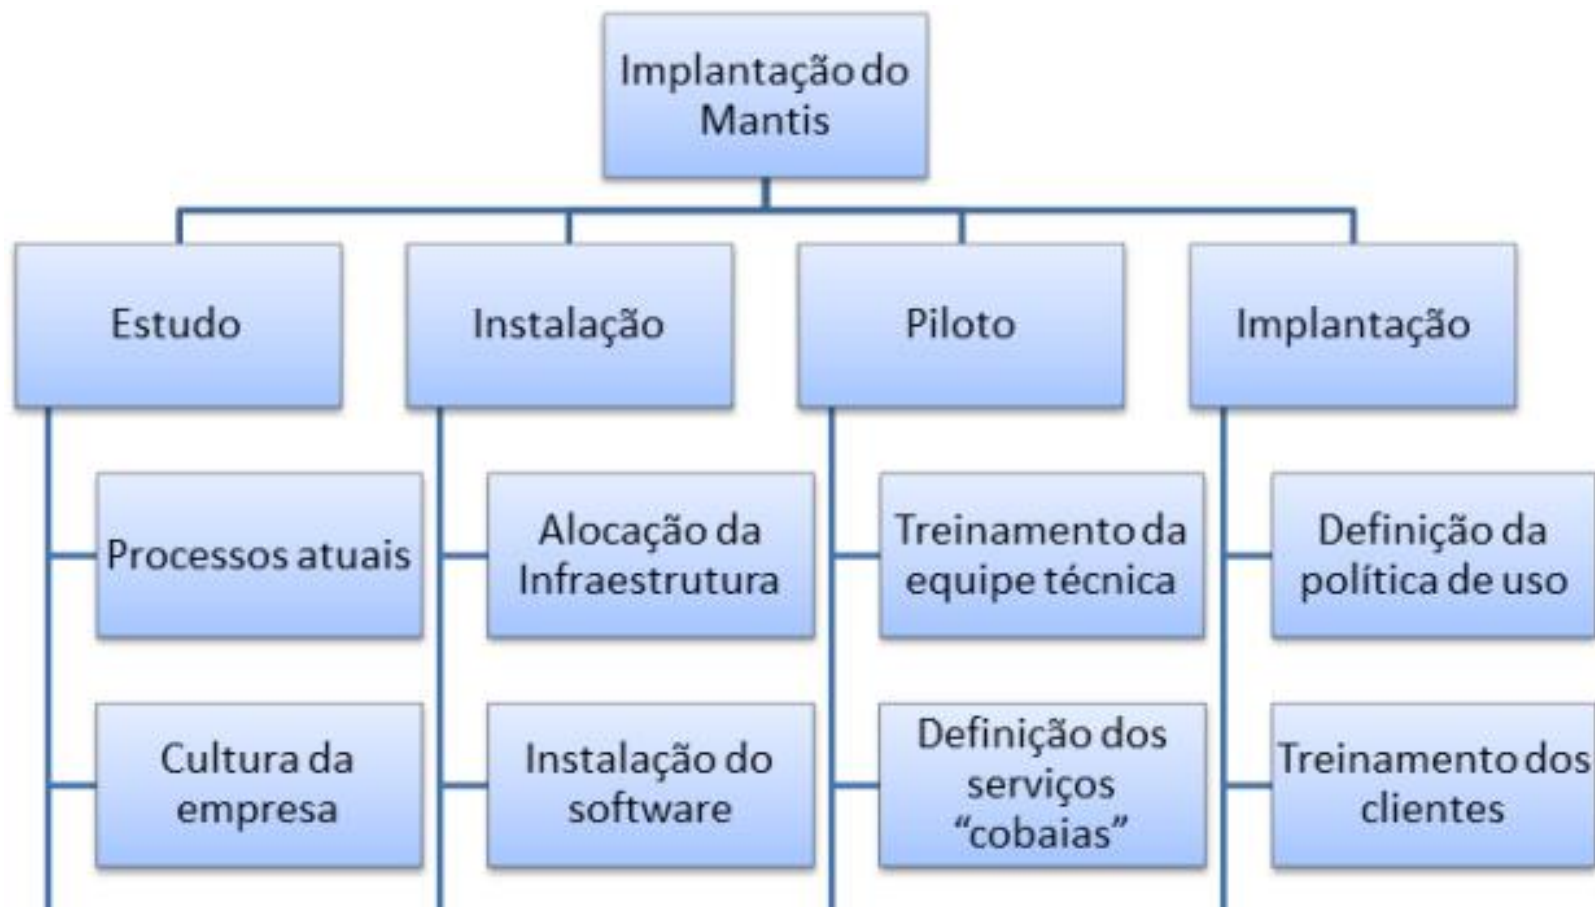 Implantação do
Mantis
Estudo
Instalação
Piloto
Implantação
Processos atuais
Alocação da
Infraestrutura
Treinamento da
equipe técnica
Definição da
política de uso
Cultura da
empresa
Instalação do
software
Definição dos
serviços
“cobaias”
Treinamento dos
clientes